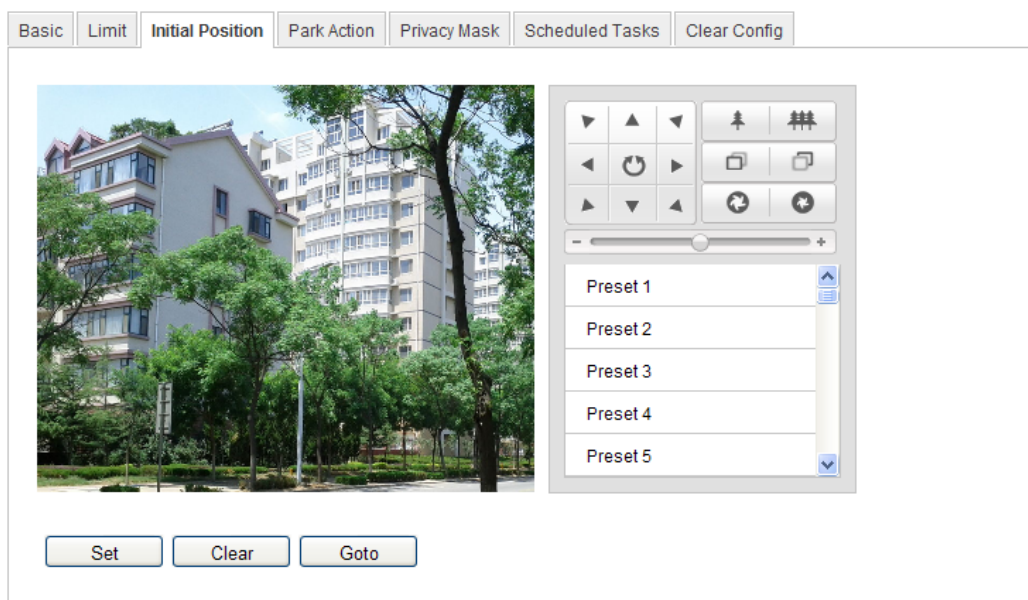 Basic Limit Initial Position Park Action Privacy Mask Scheduled Tasks Clear Config
Preset 1
Preset 2
Preset 3
Preset 4
Preset 5
Set Clear Goto